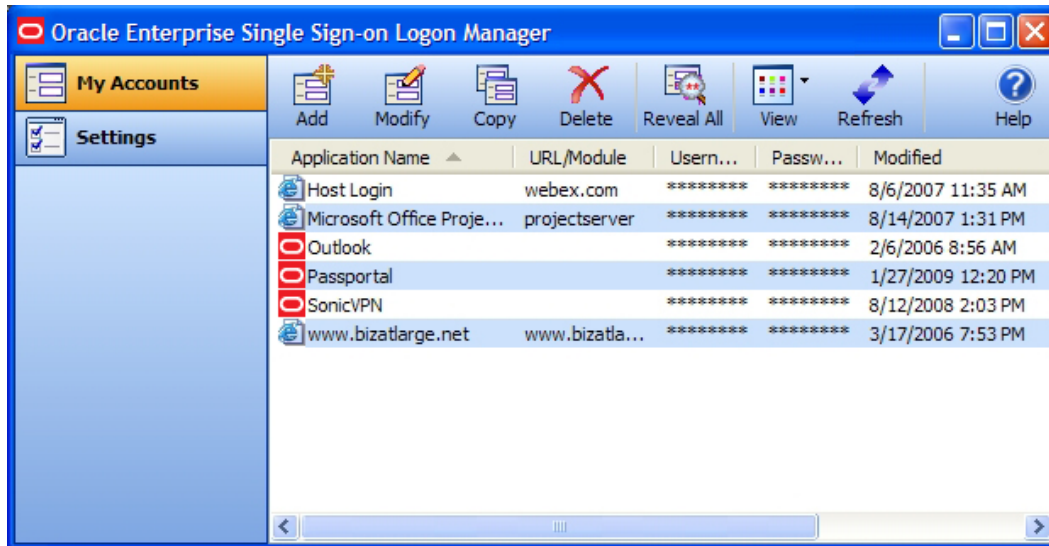 Oracle Enterprise Single Sign-on Logon Manager
My Accounts
Settings
Add Modify Copy Delete Reveal All View Refresh Help
Application Name URL/Module Usern... Passw... Modified
Host Login webex.com ******** ******** 8/6/2007 11:35 AM
Microsoft Office Proje... projectserver ******** ******** 8/14/2007 1:31 PM
Outlook ******** ******** 2/6/2006 8:56 AM
Passportal ******** ******** 1/27/2009 12:20 PM
SonicVPN ******** ******** 8/12/2008 2:03 PM
www.bizatlarge.net www.bizatla... ******** ******** 3/17/2006 7:53 PM